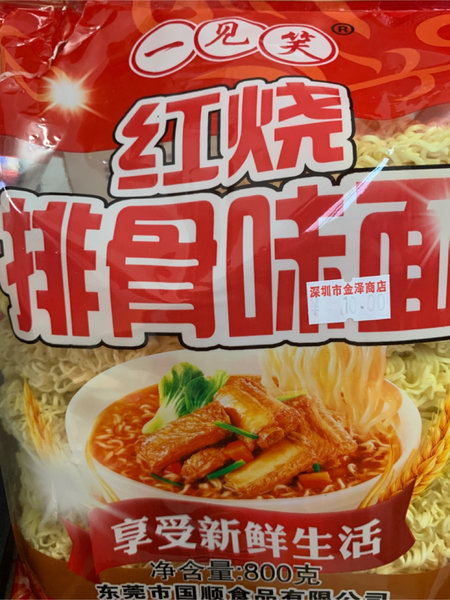 一见笑®
红烧
排骨味面
深圳市金泽商店
10.00
享受新鲜生活
净含量:800克
东莞市国顺食品有限公司